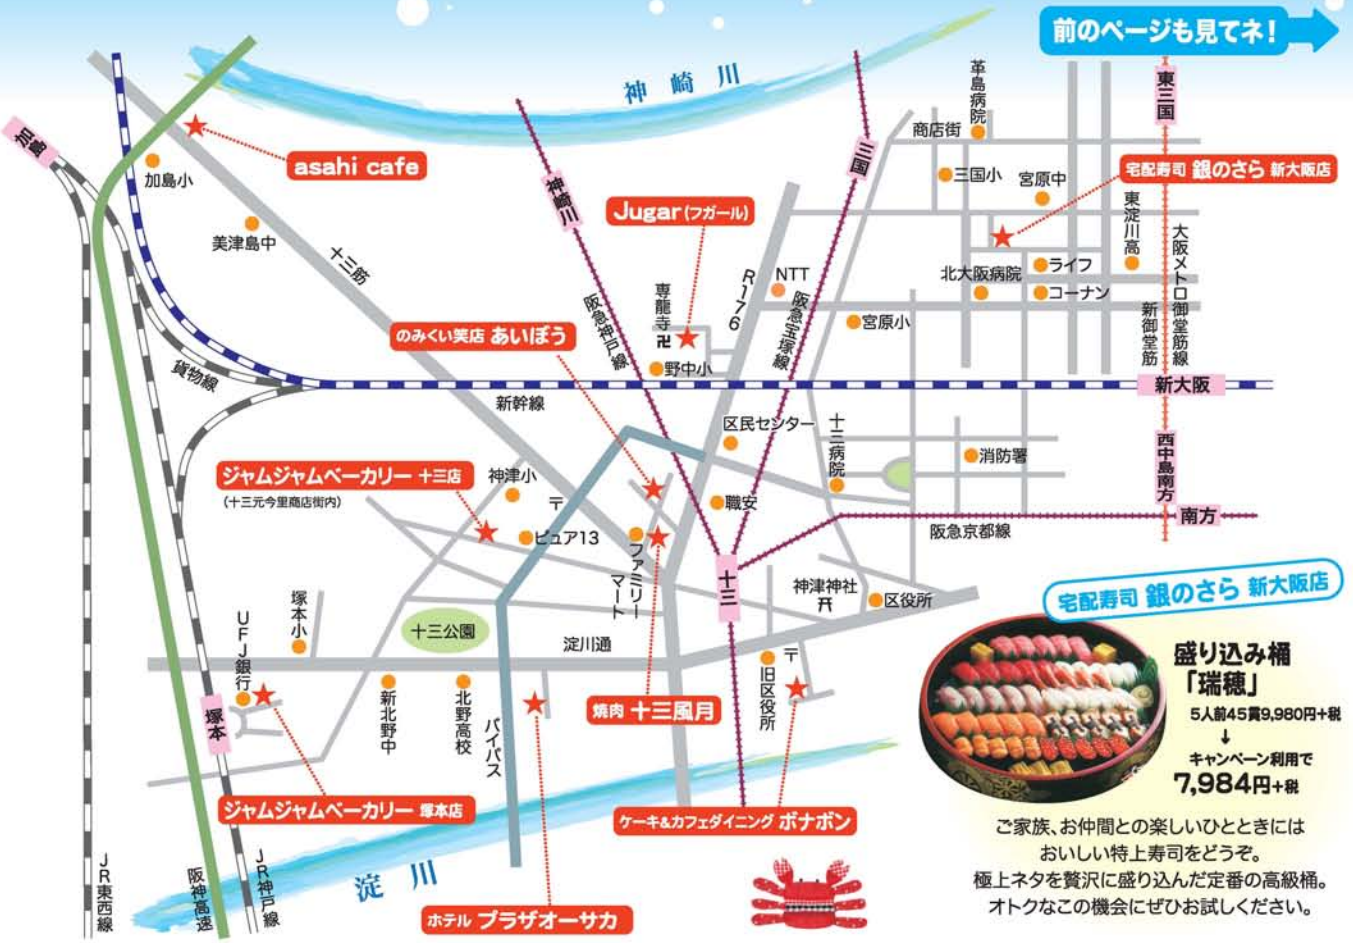 前のページも見てネ!
神崎川
革島病院
東三国
商店街
三国
加島
asahi cafe
加島小
三国小
宮原中
宅配寿司 銀のさら 新大阪店
神崎川
Jugar(フガール)
東淀川高
美津島中
十三筋
大阪メトロ御堂筋線
新御堂筋
R176
NTT
北大阪病院
ライフ
コーナン
専龍寺
卍
阪急神戸線
阪急宝塚線
宮原小
のみくい笑店 あいぼう
貨物線
野中小
新大阪
新幹線
区民センター
十三病院
消防署
西中島南方
ジャムジャムベーカリー 十三店
(十三元今里商店街内)
神津小
〒
職安
南方
ピュア13
ファミリーマート
阪急京都線
十三
神津神社
区役所
塚本小
UFJ銀行
十三公園
淀川通
〒
旧区役所
塚本
新北野中
北野高校
バイパス
焼肉 十三風月
ジャムジャムベーカリー 塚本店
ケーキ&カフェダイニング ボナボン
JR東西線
阪神高速
JR神戸線
淀川
ホテル プラザオーサカ
宅配寿司 銀のさら 新大阪店
盛り込み桶
「瑞穂」
5人前45貫9,980円+税
↓
キャンペーン利用で
7,984円+税
ご家族、お仲間との楽しいひとときには
おいしい特上寿司をどうぞ。
極上ネタを贅沢に盛り込んだ定番の高級桶。
オトクなこの機会にぜひお試しください。